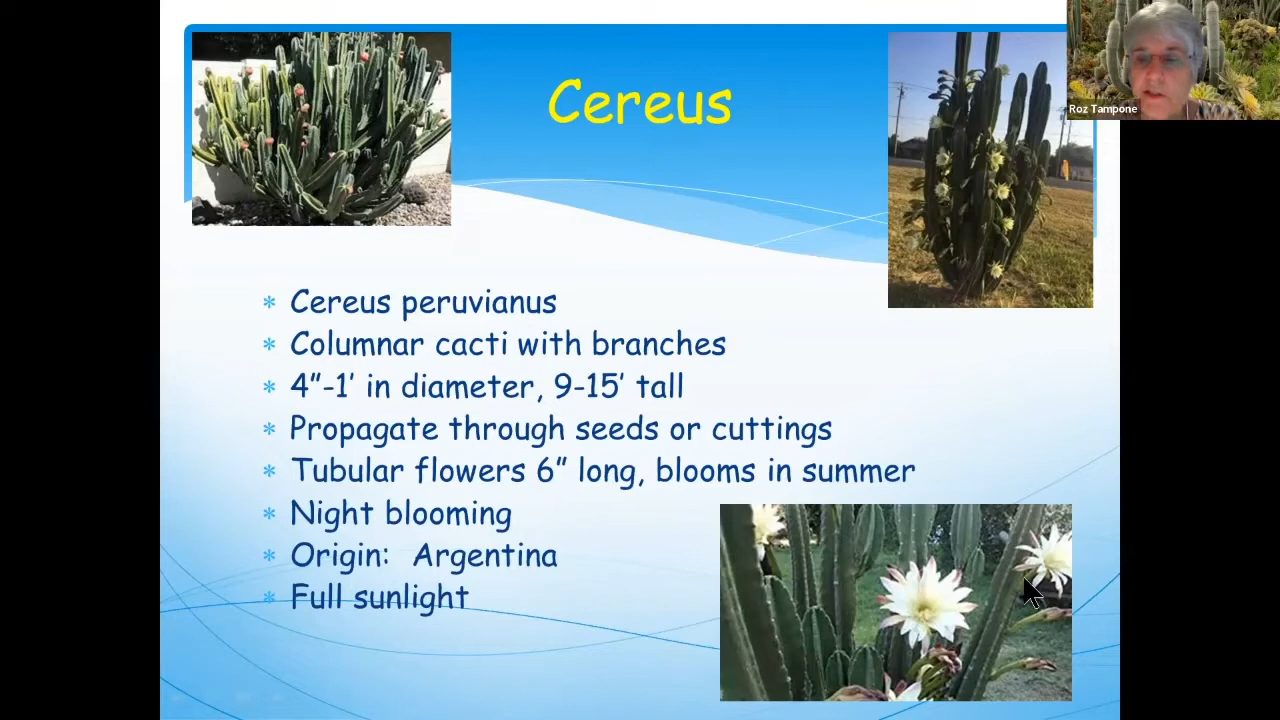 Cereus
Roz Tampone
Cereus peruvianus
Columnar cacti with branches
4”-1’ in diameter, 9-15’ tall
Propagate through seeds or cuttings
Tubular flowers 6” long, blooms in summer
Night blooming
Origin:  Argentina
Full sunlight